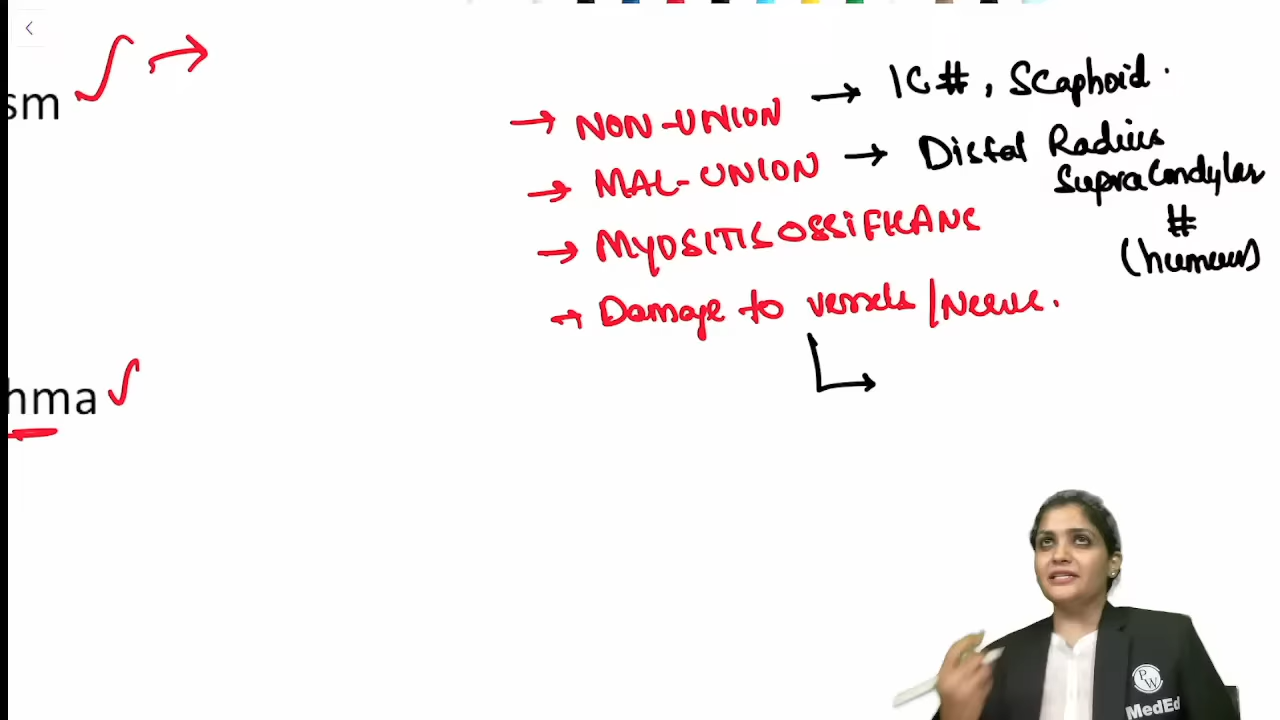 sm
→ NON-UNION → IC#, Scaphoid.
→ MAL-UNION → Distal Radius
Supracondylar
#
(humerus)
→ MYOSITIS OSSIFICANS
→ Damage to vessels/Nerve.
hma
PW
MedEd